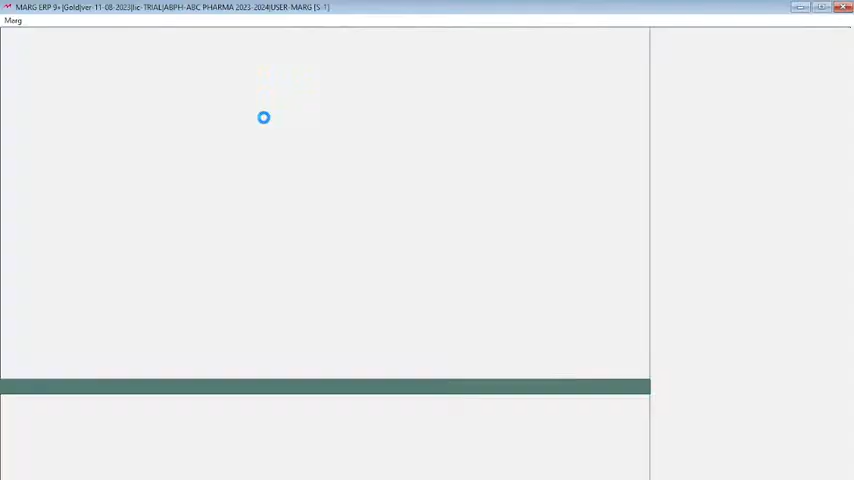 MARG ERP 9+|Gold|ver-11-08-2023|lic-TRIAL|ABPH-ABC PHARMA 2023-2024|USER-MARG [S-1]
Marg